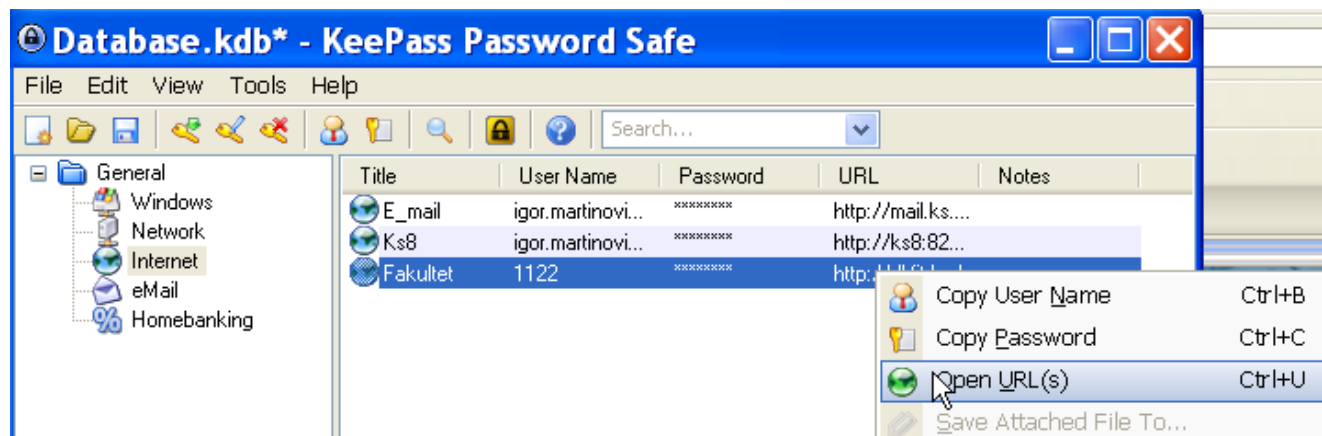 Database.kdb* - KeePass Password Safe
File Edit View Tools Help
Search...
General
Windows
Network
Internet
eMail
Homebanking
Title User Name Password URL Notes
E_mail igor.martinovi... ******** http://mail.ks....
Ks8 igor.martinovi... ******** http://ks8:82...
Fakultet 1122 ******** http:
Copy User Name Ctrl+B
Copy Password Ctrl+C
Open URL(s) Ctrl+U
Save Attached File To...